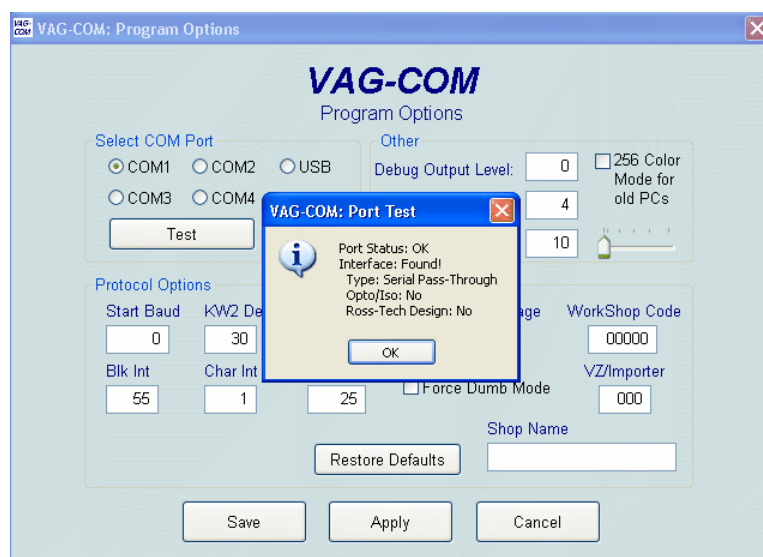 VAG-COM
VAG-COM: Program Options
VAG-COM
Program Options
Select COM Port
COM1 COM2 USB
COM3 COM4
Test
Other
Debug Output Level: 0
4
10
256 Color
Mode for
old PCs
VAG-COM: Port Test
Port Status: OK
Interface: Found!
Type: Serial Pass-Through
Opto/Iso: No
Ross-Tech Design: No
OK
Protocol Options
Start Baud
0
KW2 De
30
WorkShop Code
00000
Blk Int
55
Char Int
1
25
Force Dumb Mode
VZ/Importer
000
Shop Name
Restore Defaults
Save Apply Cancel